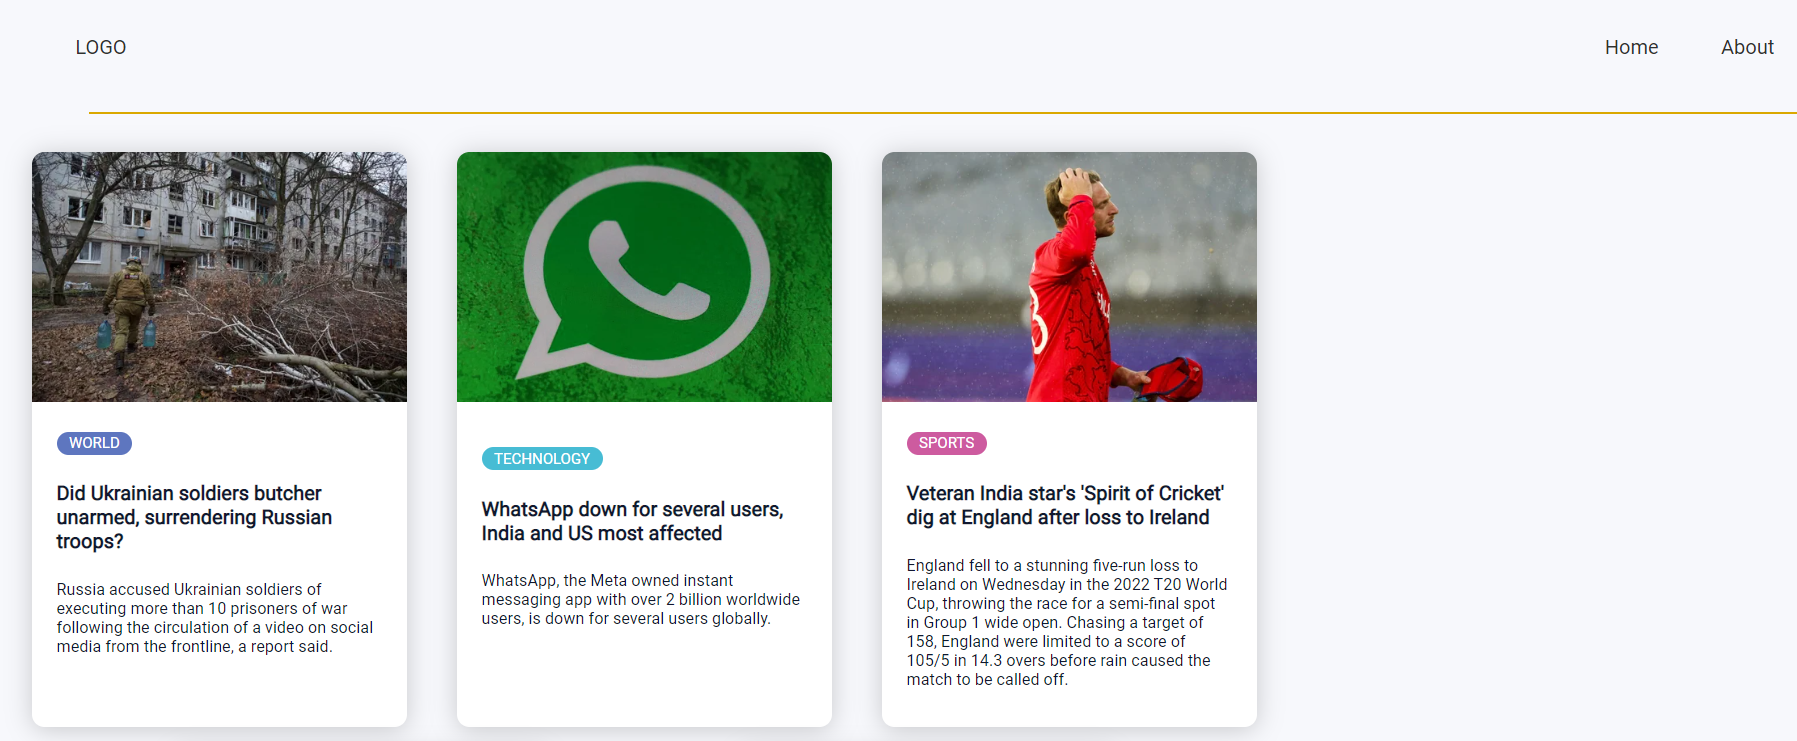 LOGO
Home
About
WORLD
Did Ukrainian soldiers butcher
unarmed, surrendering Russian
troops?
Russia accused Ukrainian soldiers of
executing more than 10 prisoners of war
following the circulation of a video on social
media from the frontline, a report said.
TECHNOLOGY
WhatsApp down for several users,
India and US most affected
WhatsApp, the Meta owned instant
messaging app with over 2 billion worldwide
users, is down for several users globally.
SPORTS
Veteran India star's 'Spirit of Cricket'
dig at England after loss to Ireland
England fell to a stunning five-run loss to
Ireland on Wednesday in the 2022 T20 World
Cup, throwing the race for a semi-final spot
in Group 1 wide open. Chasing a target of
158, England were limited to a score of
105/5 in 14.3 overs before rain caused the
match to be called off.